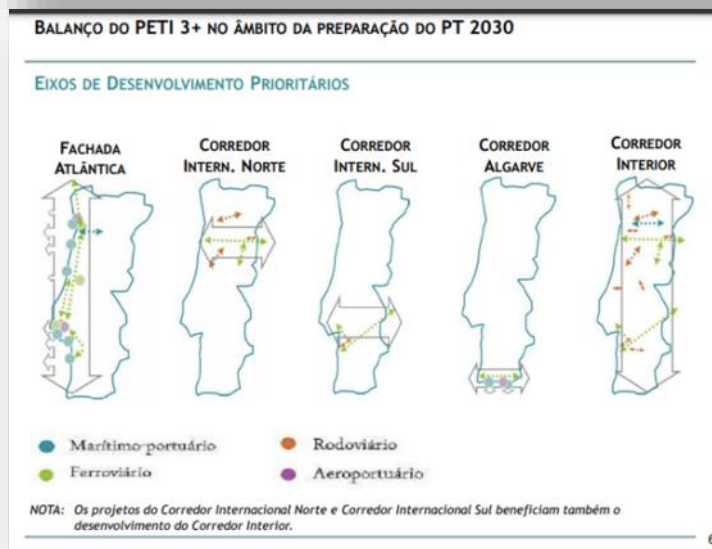 BALANÇO DO PETI 3+ NO ÂMBITO DA PREPARAÇÃO DO PT 2030
EIXOS DE DESENVOLVIMENTO PRIORITÁRIOS
FACHADA
ATLÂNTICA
CORREDOR
INTERN. NORTE
CORREDOR
INTERN. SUL
CORREDOR
ALGARVE
CORREDOR
INTERIOR
Marítimo-portuário
Rodoviário
Ferroviário
Aeroportuário
NOTA: Os projetos do Corredor Internacional Norte e Corredor Internacional Sul beneficiam também o
desenvolvimento do Corredor Interior.
6